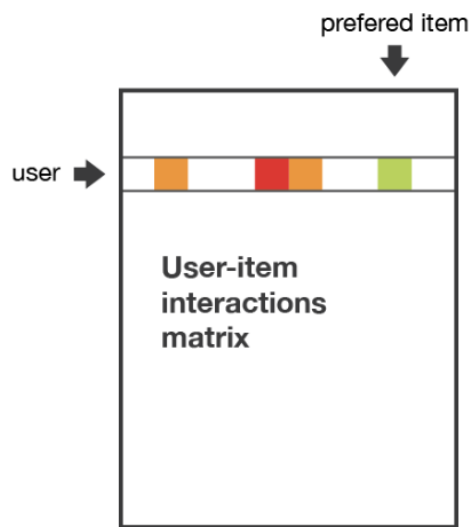 prefered item
user
User-item
interactions
matrix